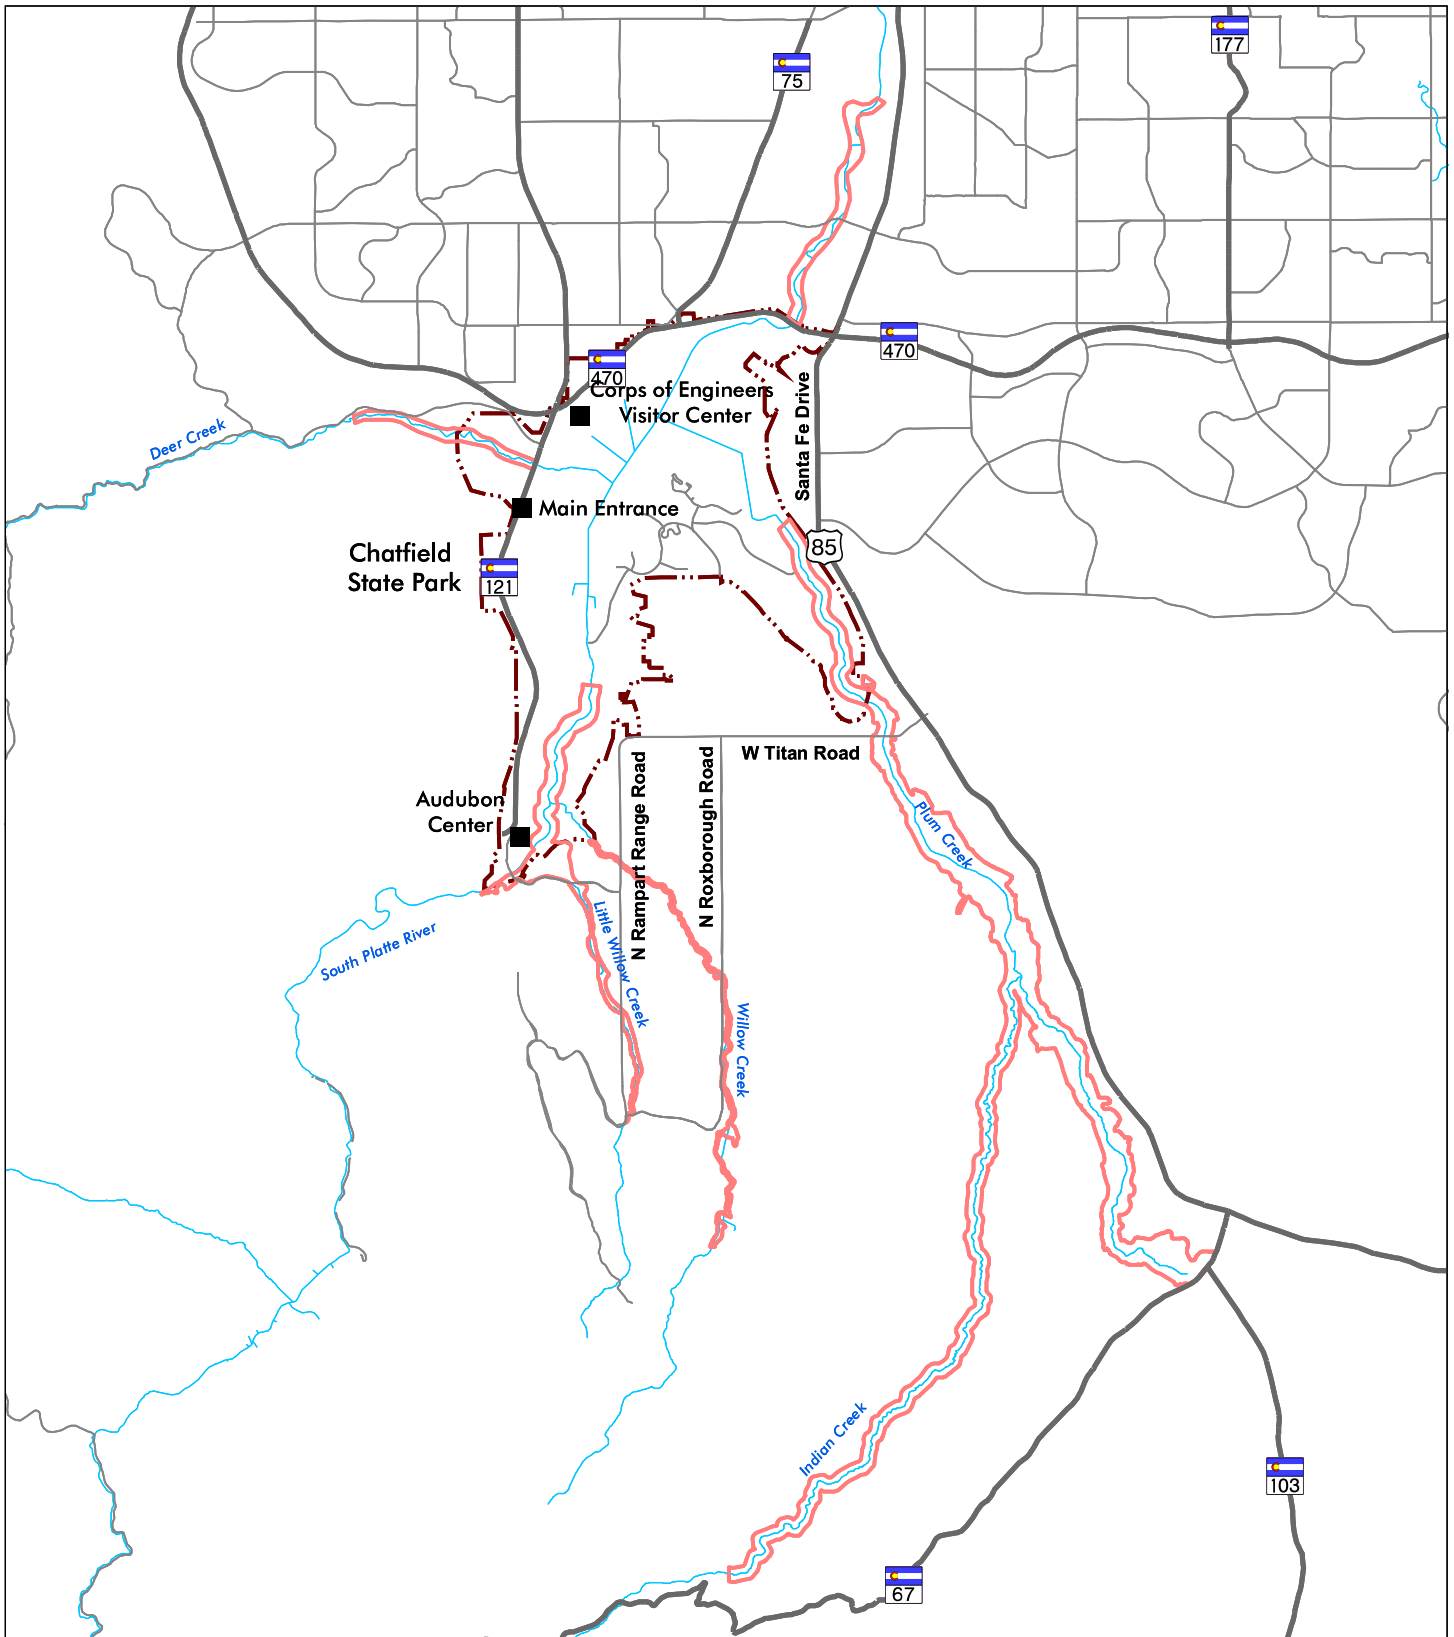 177
75
470
470
Corps of Engineers
Visitor Center
Santa Fe Drive
Deer Creek
Main Entrance
85
Chatfield
State Park
121
W Titan Road
N Rampart Range Road
N Roxborough Road
Audubon
Center
Plum Creek
South Platte River
Little Willow Creek
Willow Creek
Indian Creek
103
67